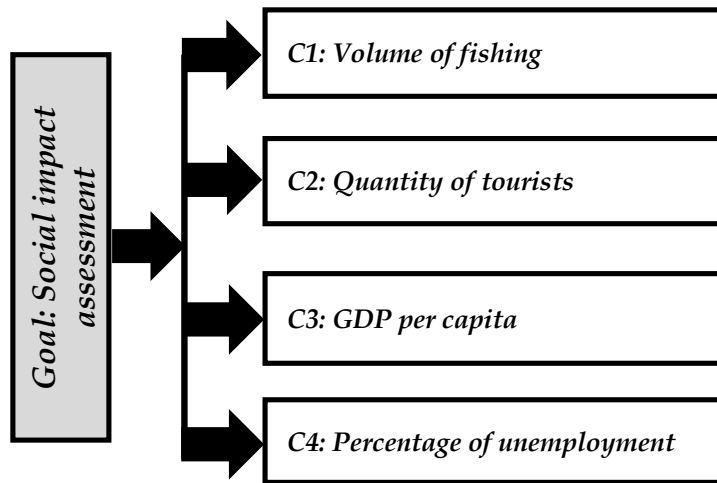 Goal: Social impact
assessment
C1: Volume of fishing
C2: Quantity of tourists
C3: GDP per capita
C4: Percentage of unemployment